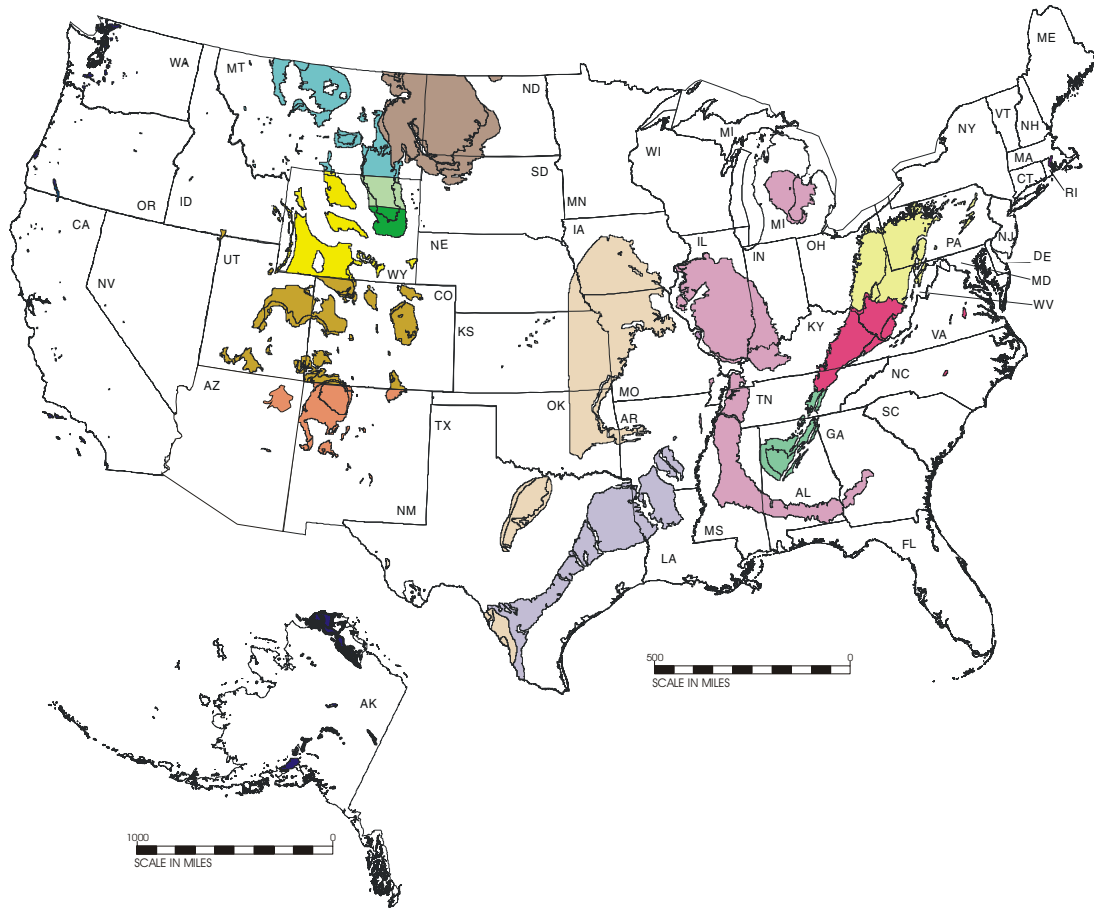 ME
WA
MT
ND
VT
NY
NH
MI
WI
MA
SD
CT
RI
OR
ID
MN
CA
IA
IL
OH
NJ
NE
UT
IN
PA
DE
WY
MD
NV
CO
WV
KY
KS
VA
NC
AZ
MO
OK
TN
AR
SC
TX
GA
AL
NM
MS
FL
LA
MI
500 0
SCALE IN MILES
AK
1000 0
SCALE IN MILES